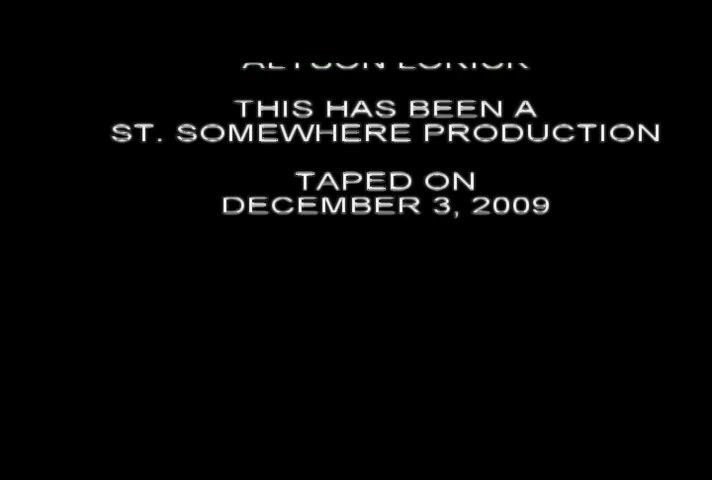 THIS HAS BEEN A
ST. SOMEWHERE PRODUCTION
TAPED ON
DECEMBER 3, 2009